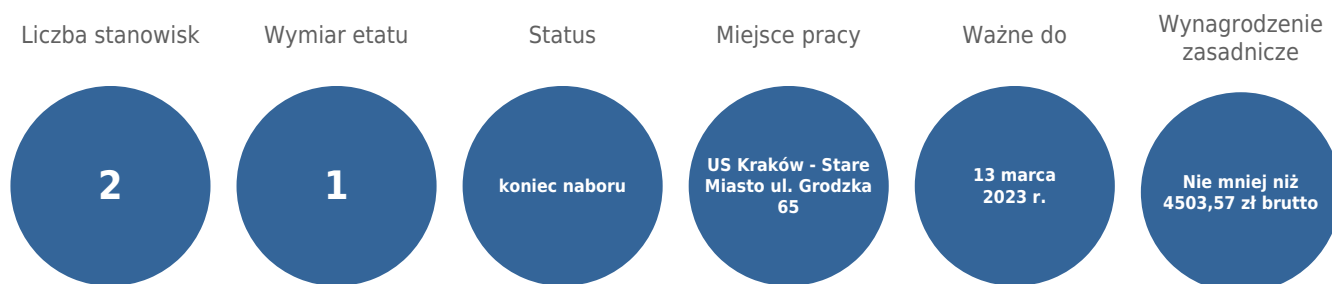 Liczba stanowisk
2
Wymiar etatu
1
Status
koniec naboru
Miejsce pracy
US Kraków - Stare
Miasto ul. Grodzka
65
Ważne do
13 marca
2023 r.
Wynagrodzenie
zasadnicze
Nie mniej niż
4503,57 zł brutto